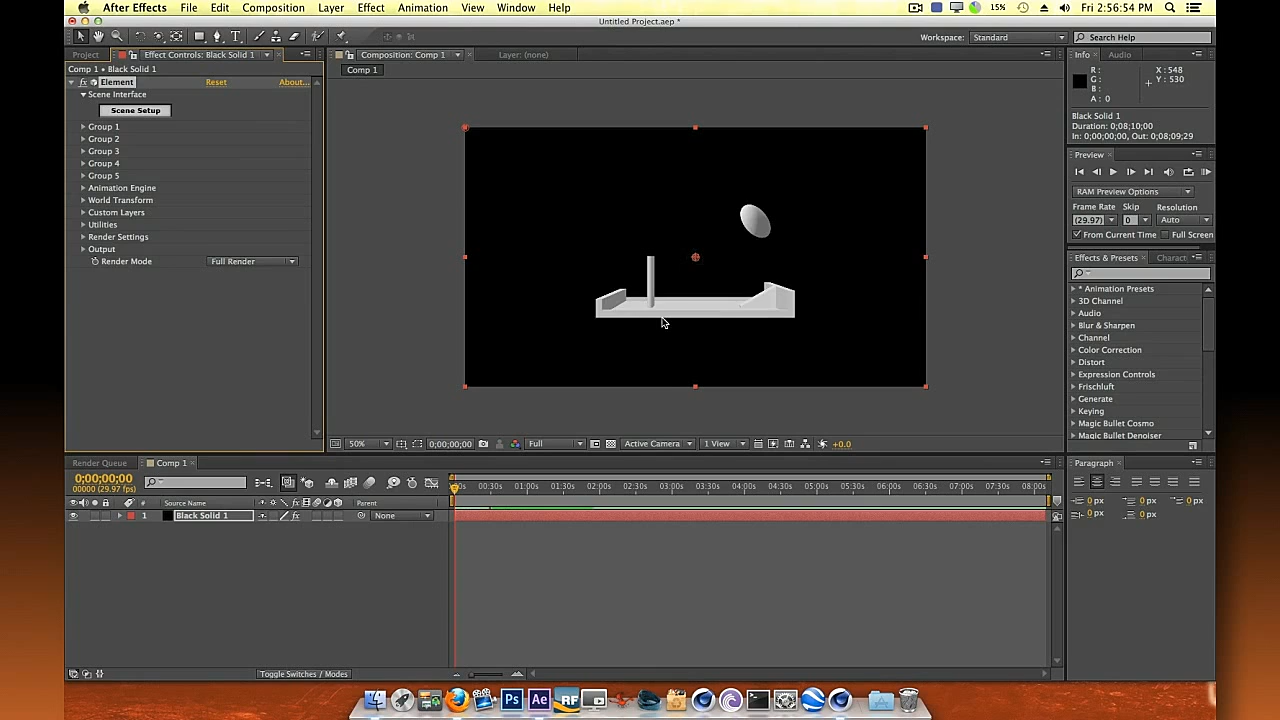 After Effects File Edit Composition Layer Effect Animation View Window Help 15% Fri 2:56:54 PM
Untitled Project.aep *
Workspace: Standard Search Help
Project Effect Controls: Black Solid 1
Comp 1 • Black Solid 1
Element Reset About...
Scene Interface
Scene Setup
Group 1
Group 2
Group 3
Group 4
Group 5
Animation Engine
World Transform
Custom Layers
Utilities
Render Settings
Output
Render Mode Full Render
Composition: Comp 1 Layer: (none)
Comp 1
50% 0;00;00;00 Full Active Camera 1 View +0.0
Info Audio
R: X: 548
G: Y: 530
B:
A: 0
Black Solid 1
Duration: 0;08;10;00
In: 0;00;00;00, Out: 0;08;09;29
Preview
RAM Preview Options
Frame Rate Skip Resolution
(29.97) 0 Auto
From Current Time Full Screen
Effects & Presets Charact
* Animation Presets
3D Channel
Audio
Blur & Sharpen
Channel
Color Correction
Distort
Expression Controls
Frischluft
Generate
Keying
Magic Bullet Cosmo
Magic Bullet Denoiser
Paragraph
0 px 0 px 0 px
0 px 0 px
Render Queue Comp 1
0;00;00;00
00000 (29.97 fps)
Source Name Parent
1 Black Solid 1 None
00:30s 01:00s 01:30s 02:00s 02:30s 03:00s 03:30s 04:00s 04:30s 05:00s 05:30s 06:00s 06:30s 07:00s 07:30s 08:00s
Toggle Switches / Modes
Ps Ae RF